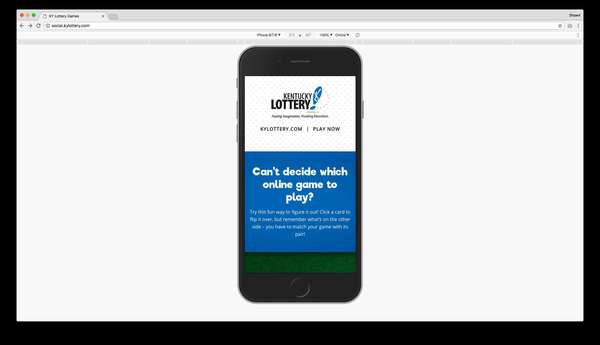 KY Lottery Games
Shawn
social.kylottery.com
iPhone 6/7/8 ▾
100% ▾ Online ▾
KENTUCKY
LOTTERY
Fueling Imagination. Funding Education.
KYLOTTERY.COM | PLAY NOW
Can't decide which
online game to
play?
Try this fun way to figure it out! Click a card to
flip it over, but remember what's on the other
side – you have to match your game with its
pair!